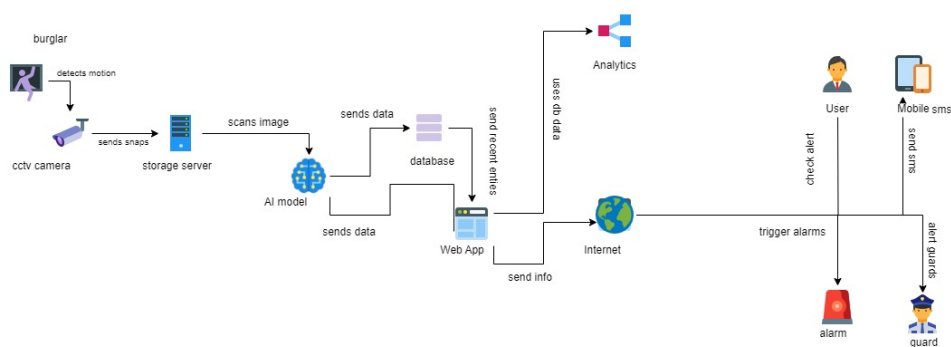 burglar
detects motion
cctv camera
sends snaps
storage server
scans image
AI model
sends data
sends data
database
send recent enties
Web App
uses db data
Analytics
send info
Internet
User
check alert
Mobile sms
send sms
trigger alarms
alarm
alert guards
guard